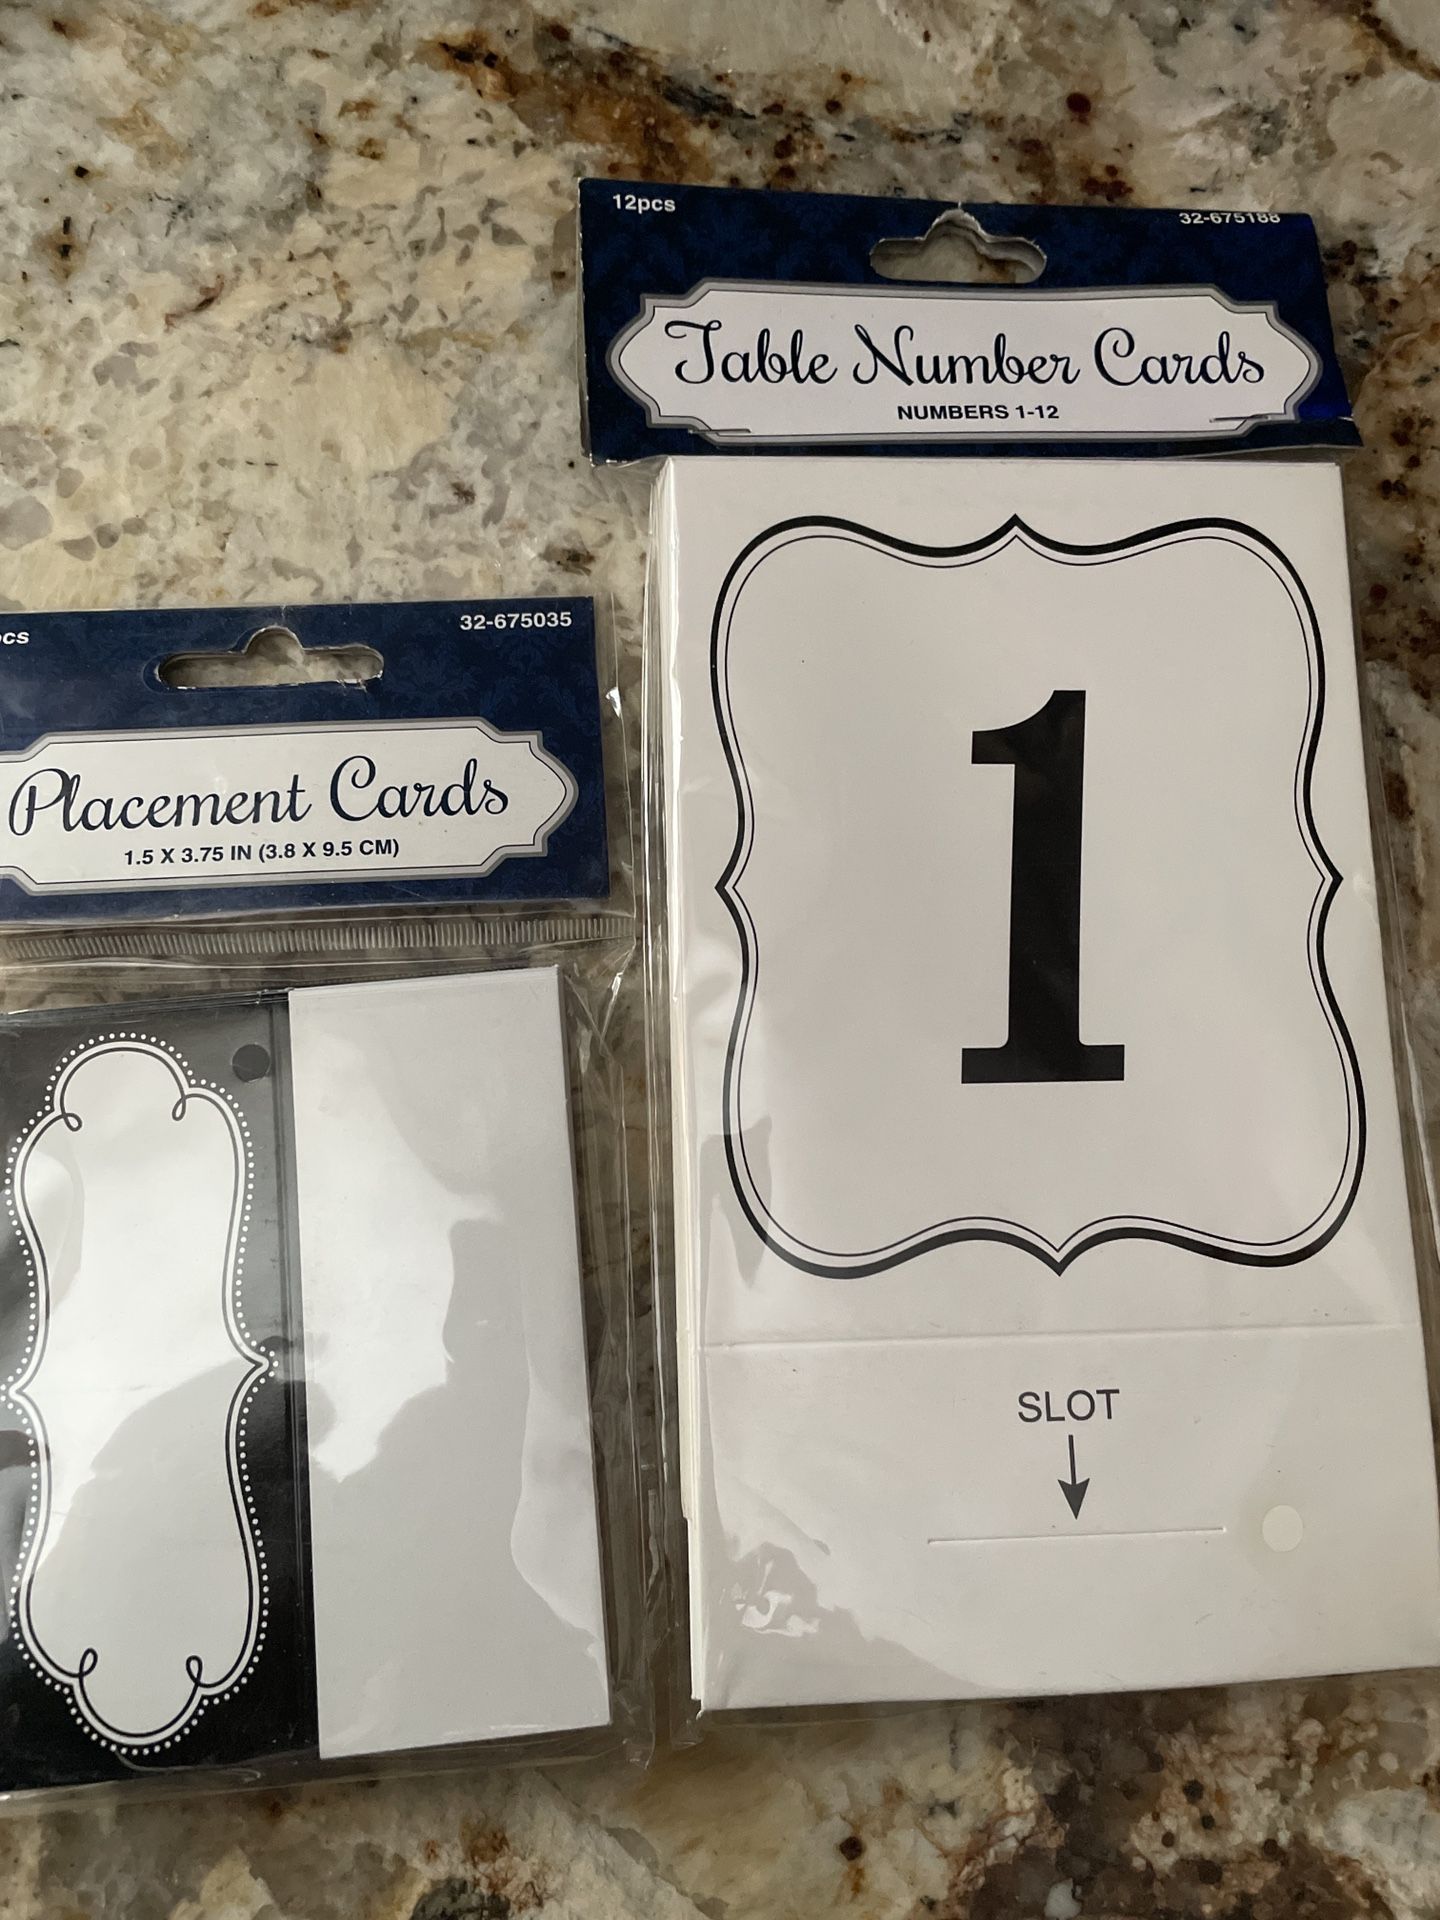 12pcs
32-675188
Table Number Cards
NUMBERS 1-12
1
SLOT
pcs
32-675035
Placement Cards
1.5 X 3.75 IN (3.8 X 9.5 CM)